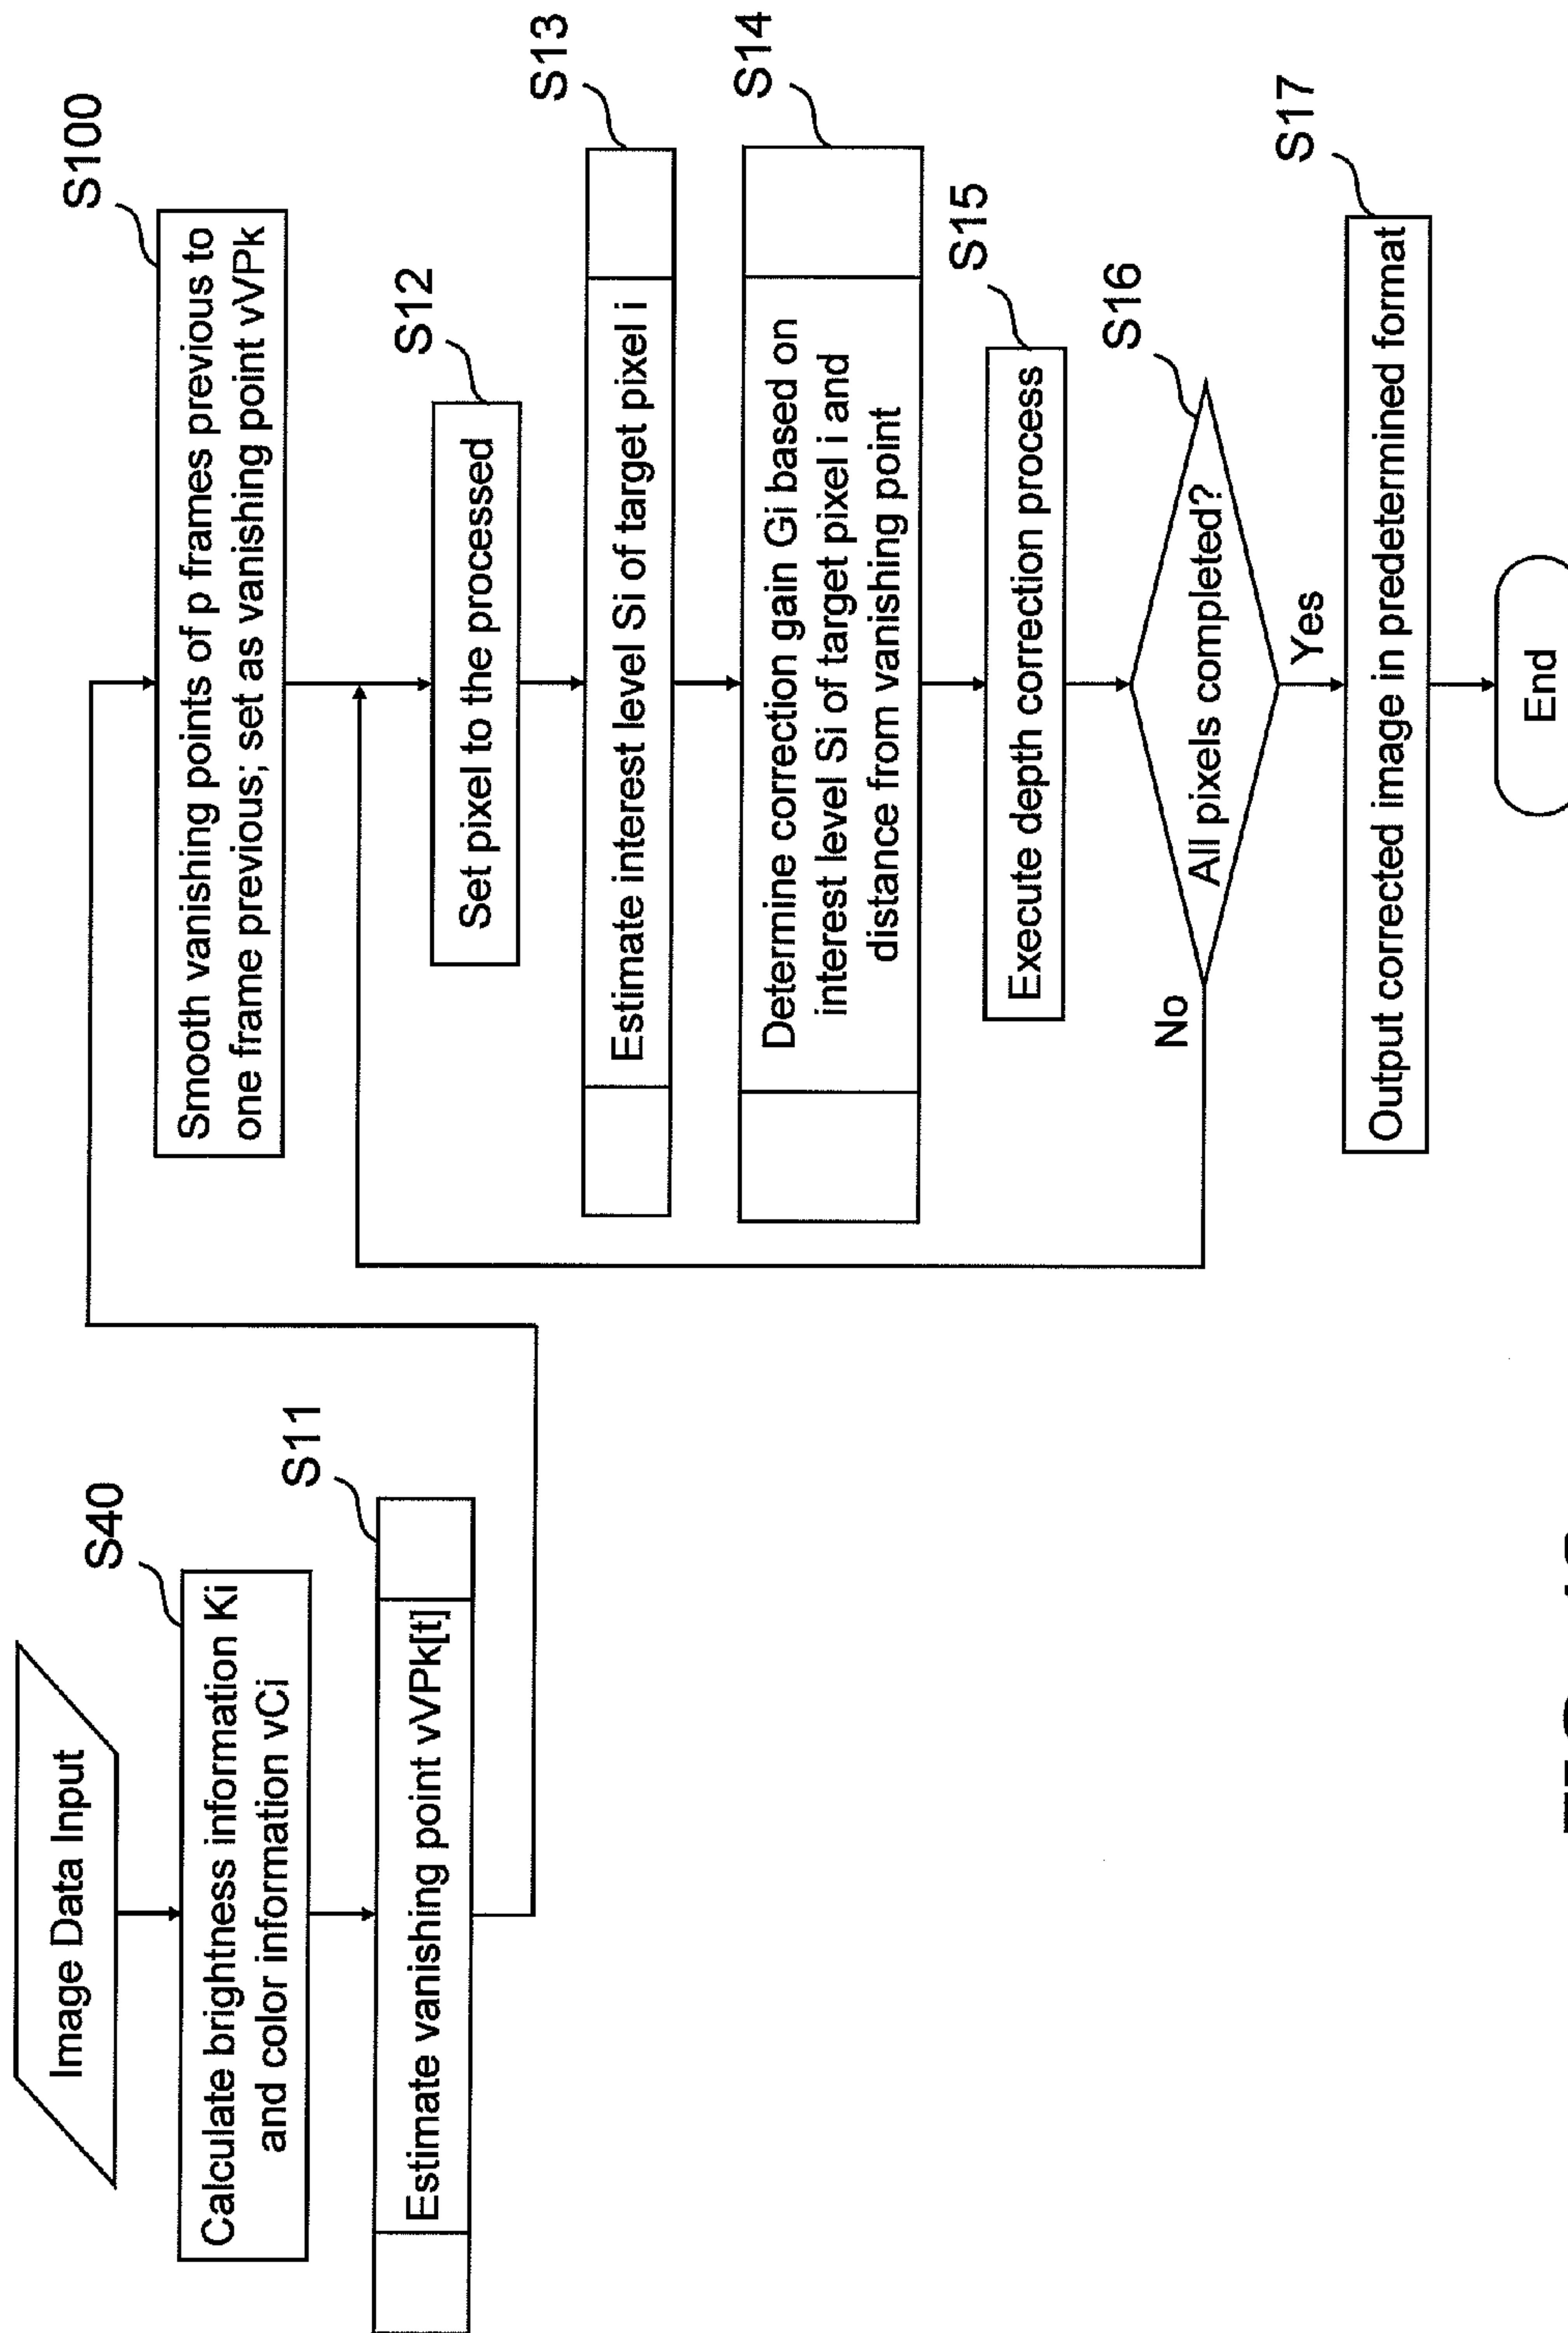 Image Data Input
S40
Calculate brightness information Ki
and color information vCi
S11
Estimate vanishing point vVPk[t]
S100
Smooth vanishing points of p frames previous to
one frame previous; set as vanishing point vVPk
S12
Set pixel to the processed
S13
Estimate interest level Si of target pixel i
S14
Determine correction gain Gi based on
interest level Si of target pixel i and
distance from vanishing point
S15
Execute depth correction process
S16
All pixels completed?
No
Yes
S17
Output corrected image in predetermined format
End